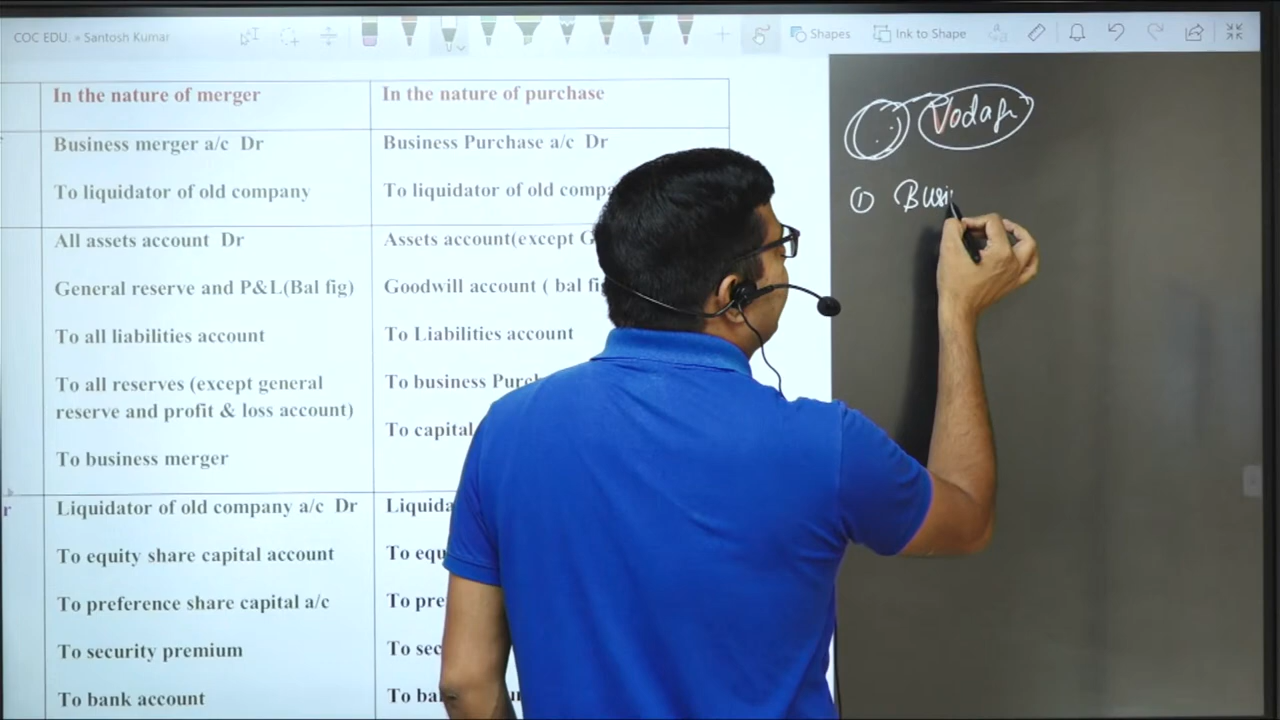 COC EDU. » Santosh Kumar
Shapes
Ink to Shape
In the nature of merger
In the nature of purchase
Business merger a/c Dr
Business Purchase a/c Dr
To liquidator of old company
To liquidator of old compa
All assets account Dr
Assets account(except G
General reserve and P&L(Bal fig)
Goodwill account ( bal fi
To all liabilities account
To Liabilities account
To all reserves (except general
reserve and profit & loss account)
To business Purc
To capital
To business merger
r
Liquidator of old company a/c Dr
Liquida
To equity share capital account
To equ
To preference share capital a/c
To pre
To security premium
To sec
To bank account
To ba
Vodaf
① Busi